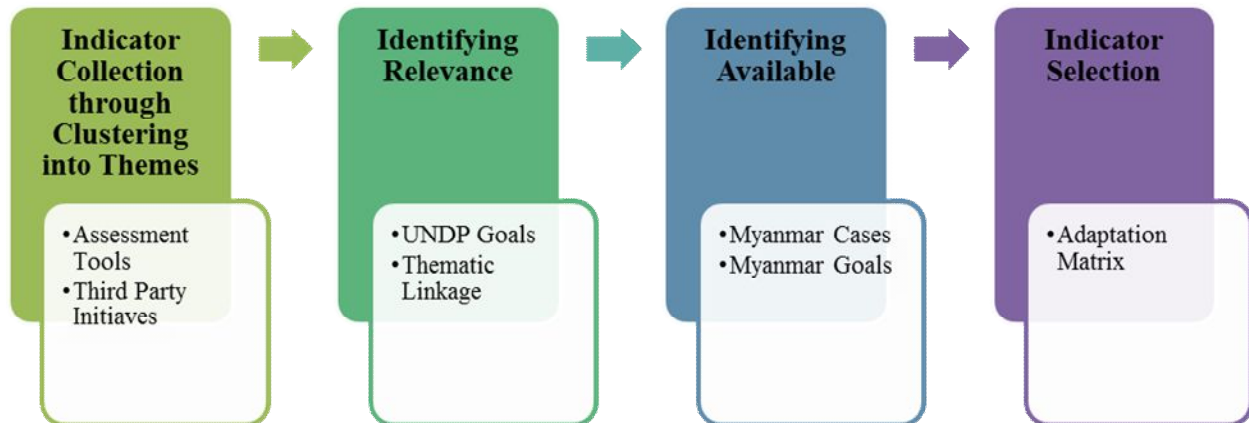 Indicator
Collection
through
Clustering
into Themes
•Assessment
Tools
•Third Party
Initiaves
Identifying
Relevance
•UNDP Goals
•Thematic
Linkage
Identifying
Available
•Myanmar Cases
•Myanmar Goals
Indicator
Selection
•Adaptation
Matrix